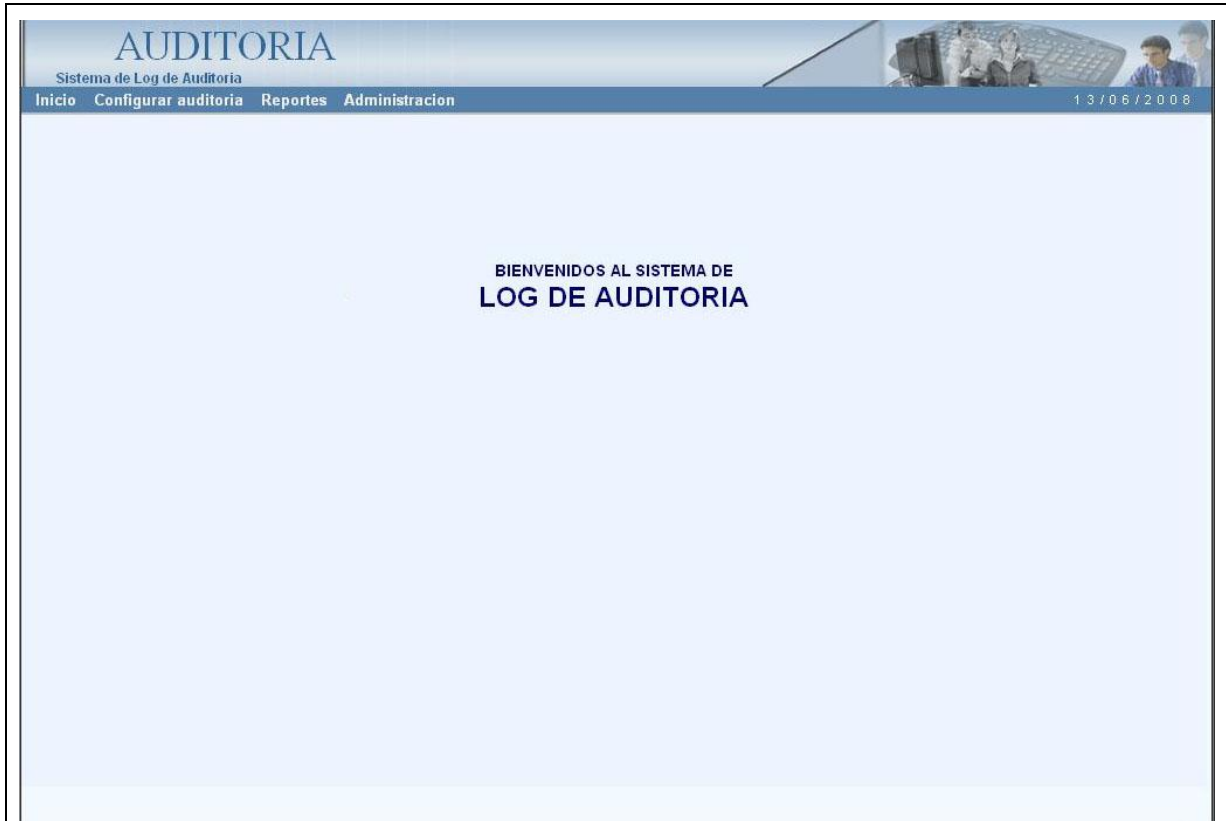 AUDITORIA
Sistema de Log de Auditoria
Inicio Configurar auditoria Reportes Administracion 13/06/2008
BIENVENIDOS AL SISTEMA DE
LOG DE AUDITORIA